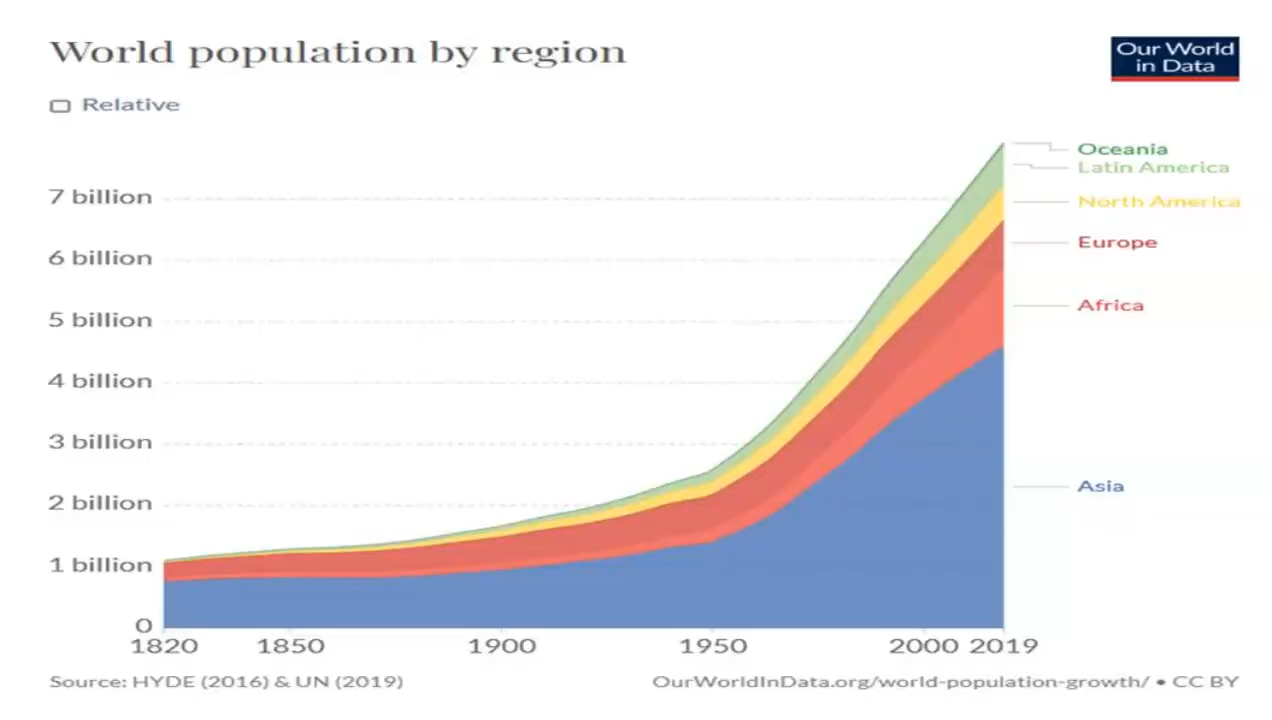 World population by region
Our World
in Data
Relative
Oceania
Latin America
7 billion
North America
6 billion
Europe
5 billion
Africa
4 billion
3 billion
Asia
2 billion
1 billion
0
1820 1850 1900 1950 2000 2019
Source: HYDE (2016) & UN (2019)
OurWorldInData.org/world-population-growth/ • CC BY